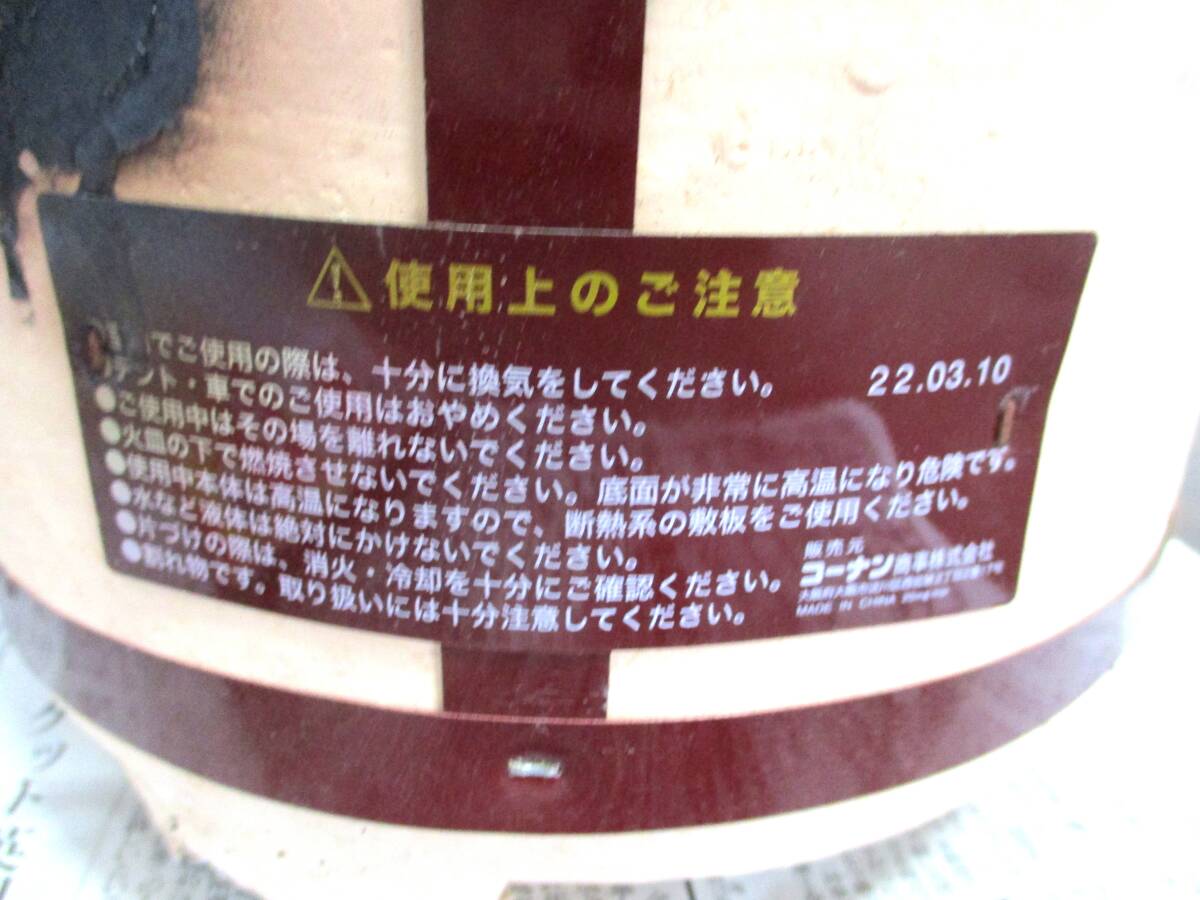 使用上のご注意
22.03.10
でご使用の際は、十分に換気をしてください。
テント・車でのご使用はおやめください。
●ご使用中はその場を離れないでください。
●火皿の下で燃焼させないでください。底面が非常に高温になり危険です。
●使用中本体は高温になりますので、断熱系の敷板をご使用ください。
●水など液体は絶対にかけないでください。
●片づけの際は、消火・冷却を十分にご確認ください。
●割れ物です。取り扱いには十分注意してください。
販売元
コーナン商事株式会社
MADE IN CHINA
クット